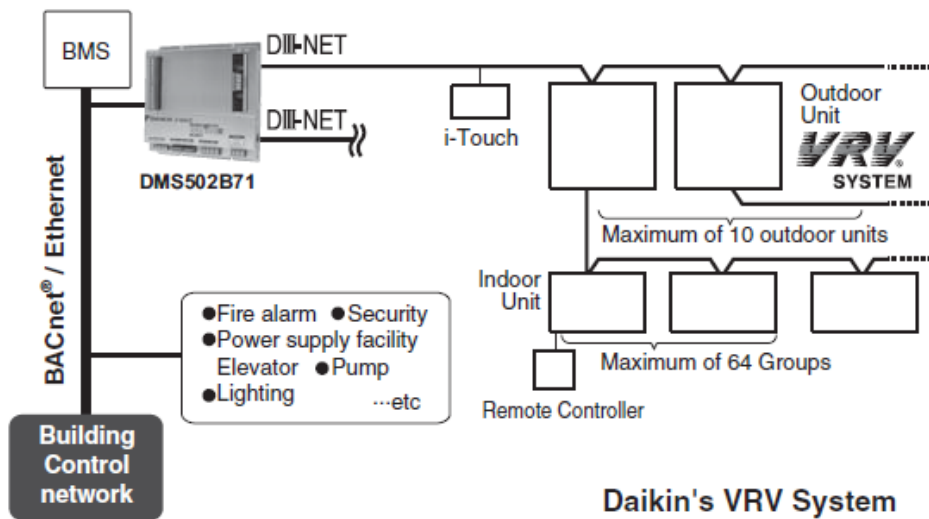 BMS
DIII-NET
DIII-NET
DMS502B71
i-Touch
Outdoor
Unit
VRV®
SYSTEM
Maximum of 10 outdoor units
Indoor
Unit
Maximum of 64 Groups
Remote Controller
BACnet® / Ethernet
●Fire alarm ●Security
●Power supply facility
Elevator ●Pump
●Lighting ···etc
Building
Control
network
Daikin's VRV System